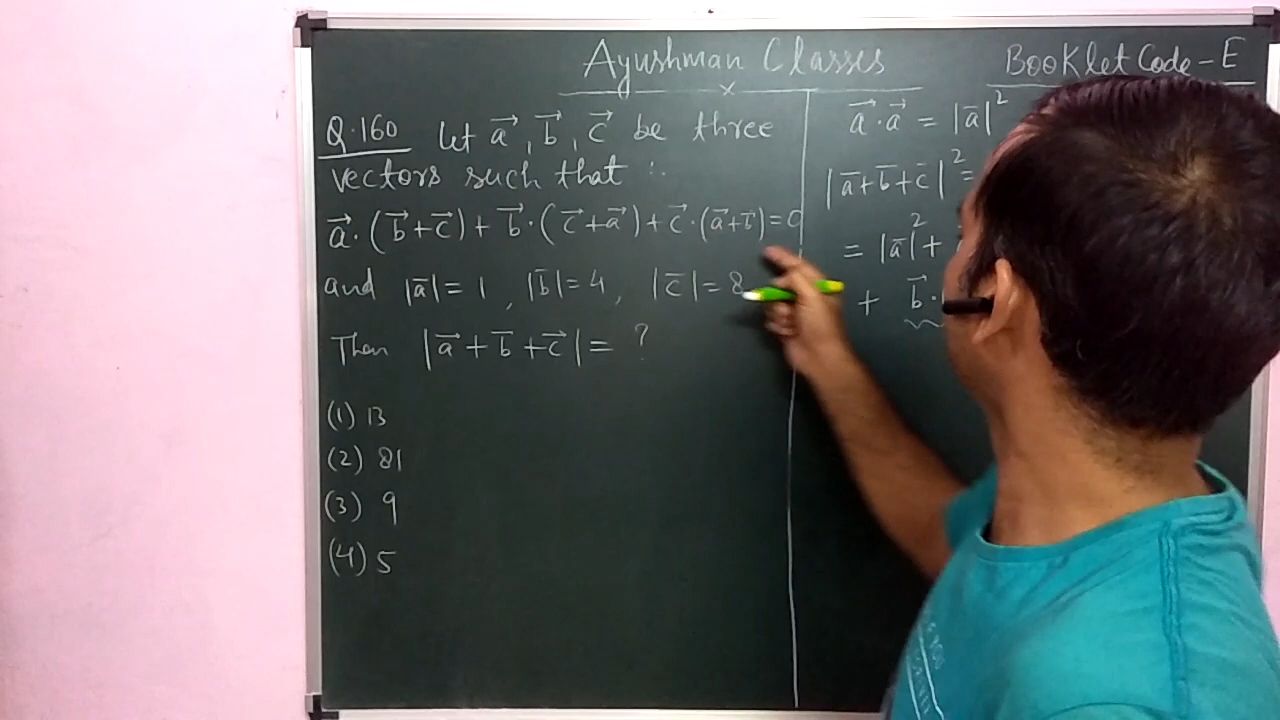 Ayushman Classes
Booklet Code - E
Q.160 Let a⃗, b⃗, c⃗ be three
vectors such that :
a⃗·(b⃗+c⃗)+b⃗·(c⃗+a⃗)+c⃗·(a⃗+b⃗)=0
and |a̅|=1, |b̅|=4, |c̅|=8
Then |a⃗+b⃗+c⃗|= ?
(1) 13
(2) 81
(3) 9
(4) 5
a⃗·a⃗ = |a̅|²
|a̅+b̅+c̅|² =
= |a̅|² +
+ b⃗·